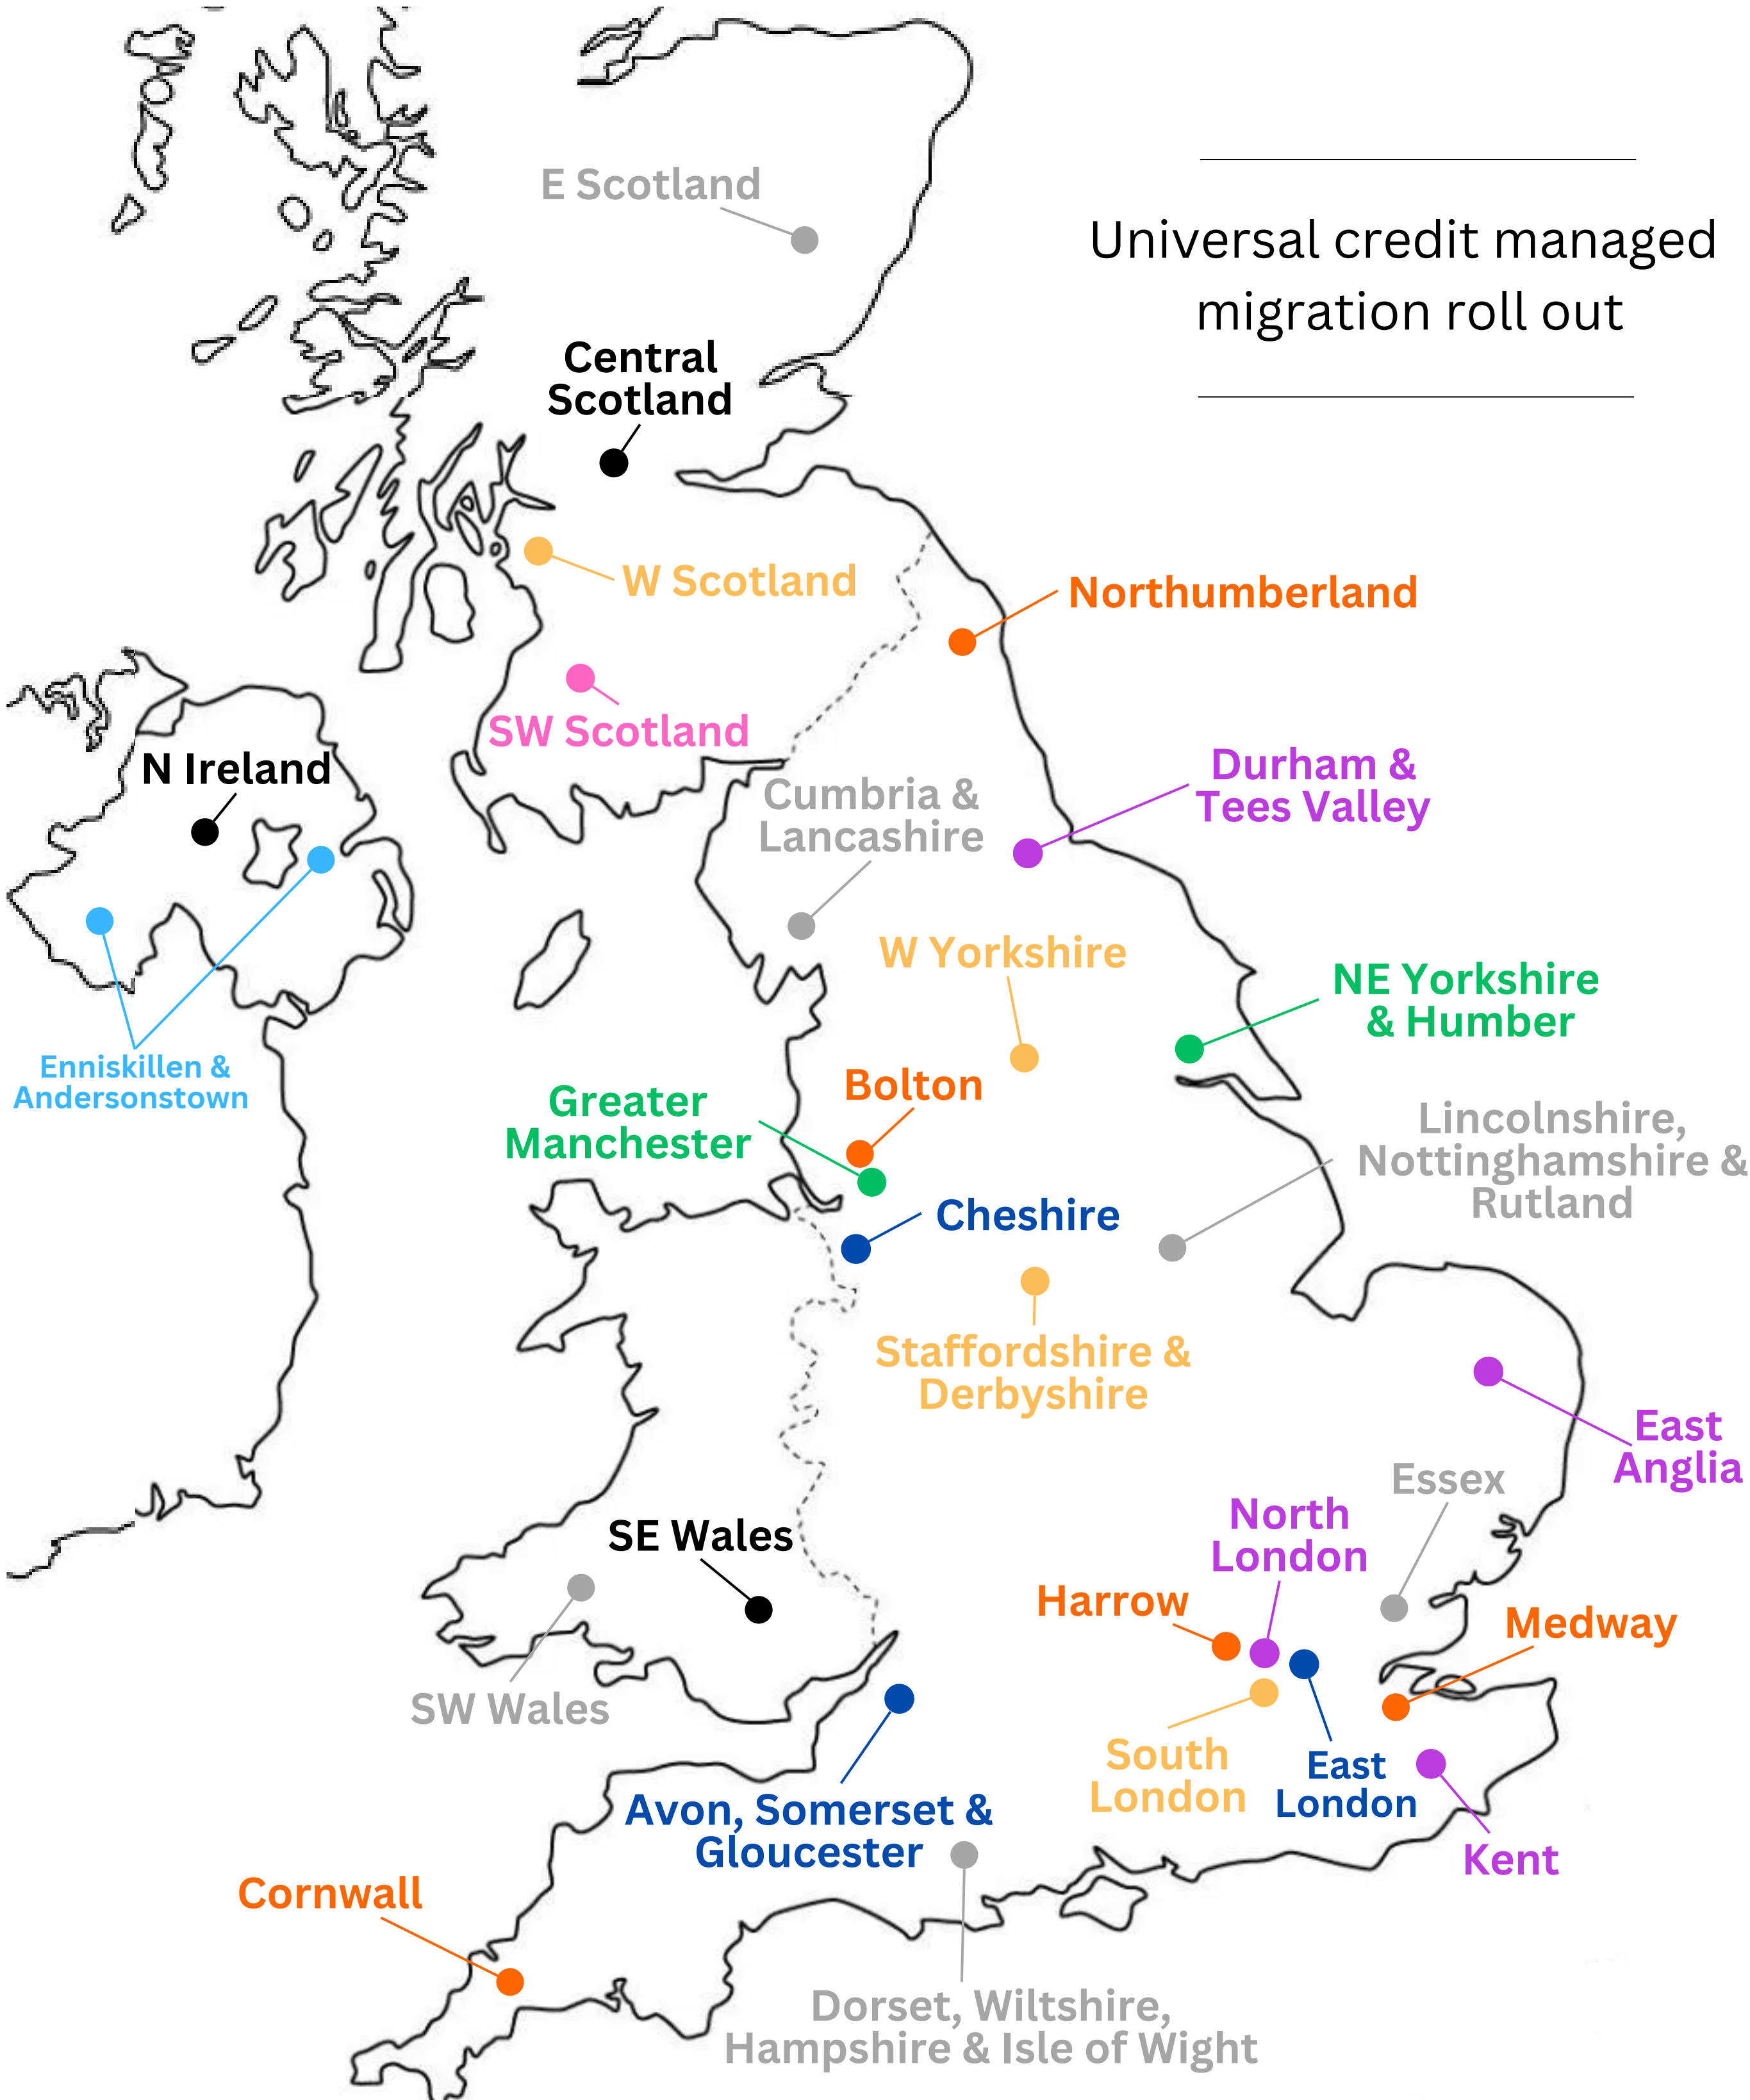 Universal credit managed
migration roll out
E Scotland
Central
Scotland
W Scotland
Northumberland
SW Scotland
N Ireland
Durham &
Tees Valley
Cumbria &
Lancashire
W Yorkshire
NE Yorkshire
& Humber
Enniskillen &
Andersonstown
Bolton
Greater
Manchester
Lincolnshire,
Nottinghamshire &
Rutland
Cheshire
Staffordshire &
Derbyshire
East
Anglia
Essex
North
London
SE Wales
Harrow
Medway
SW Wales
South
London
East
London
Avon, Somerset &
Gloucester
Kent
Cornwall
Dorset, Wiltshire,
Hampshire & Isle of Wight